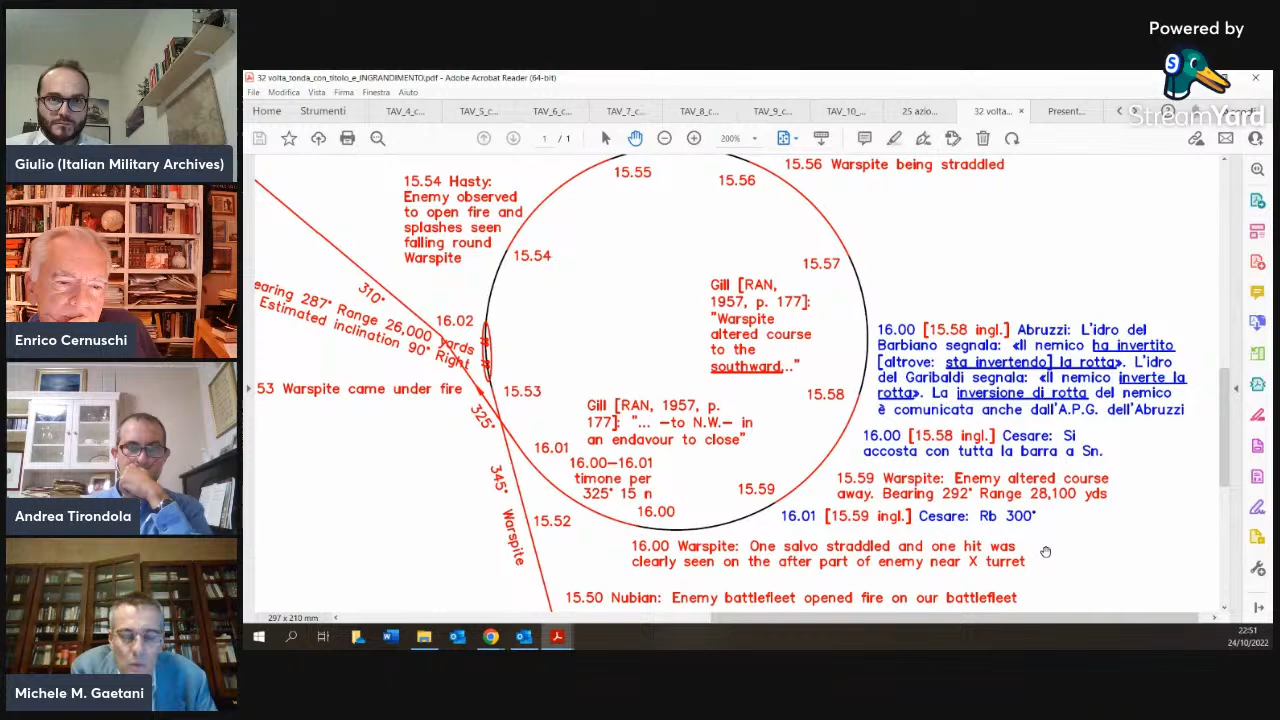 Powered by
StreamYard
Giulio (Italian Military Archives)
Enrico Cernuschi
Andrea Tirondola
Michele M. Gaetani
32 volta_tonda_con_titolo_e_INGRANDIMENTO.pdf - Adobe Acrobat Reader (64-bit)
File Modifica Vista Firma Finestra Aiuto
Home Strumenti TAV_4_c... TAV_5_c... TAV_6_c... TAV_7_c... TAV_8_c... TAV_9_c... TAV_10_... 25 azio... 32 volta... × Present...
1 / 1 200%
15.55
15.56
15.56 Warspite being straddled
15.54 Hasty:
Enemy observed
to open fire and
splashes seen
falling round
Warspite
15.54
15.57
310°
earing 287° Range 26,000 yards
Estimated inclination 90° Right
16.02
Gill [RAN,
1957, p. 177]:
"Warspite
altered course
to the
southward..."
16.00 [15.58 ingl.] Abruzzi: L'idro del
Barbiano segnala: «Il nemico ha invertito
[altrove: sta invertendo] la rotta». L'idro
del Garibaldi segnala: «Il nemico inverte la
rotta». La inversione di rotta del nemico
è comunicata anche dall'A.P.G. dell'Abruzzi
53 Warspite came under fire
15.53
15.58
325°
Gill [RAN, 1957, p.
177]: "... —to N.W.— in
an endavour to close"
16.00 [15.58 ingl.] Cesare: Si
accosta con tutta la barra a Sn.
16.01
16.00—16.01
timone per
325° 15 n
345° Warspite
15.59
15.59 Warspite: Enemy altered course
away. Bearing 292° Range 28,100 yds
16.00
15.52
16.01 [15.59 ingl.] Cesare: Rb 300°
16.00 Warspite: One salvo straddled and one hit was
clearly seen on the after part of enemy near X turret
15.50 Nubian: Enemy battlefleet opened fire on our battlefleet
297 x 210 mm
22:51
24/10/2022